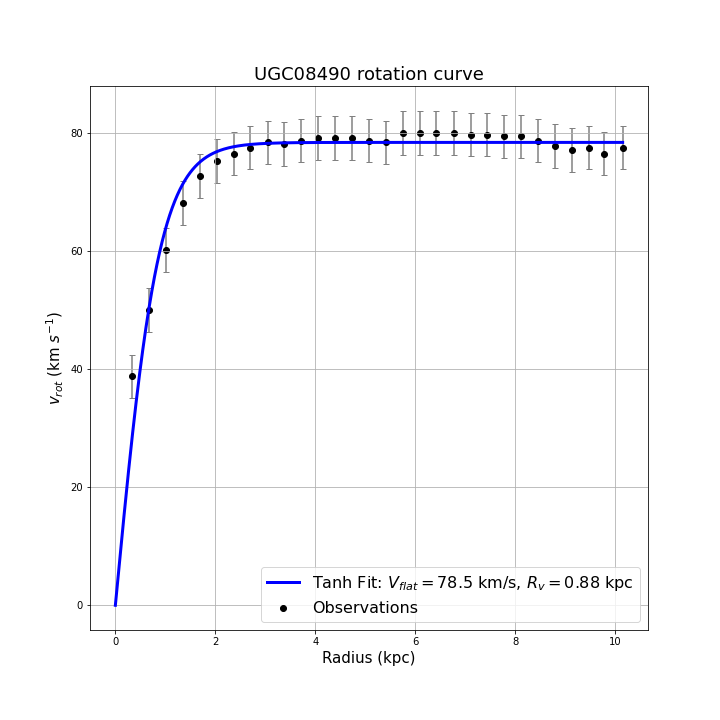 UGC08490 rotation curve
80
60
40
20
0
v_rot (km s^−1)
0 2 4 6 8 10
Radius (kpc)
Tanh Fit: V_flat = 78.5 km/s, R_v = 0.88 kpc
Observations